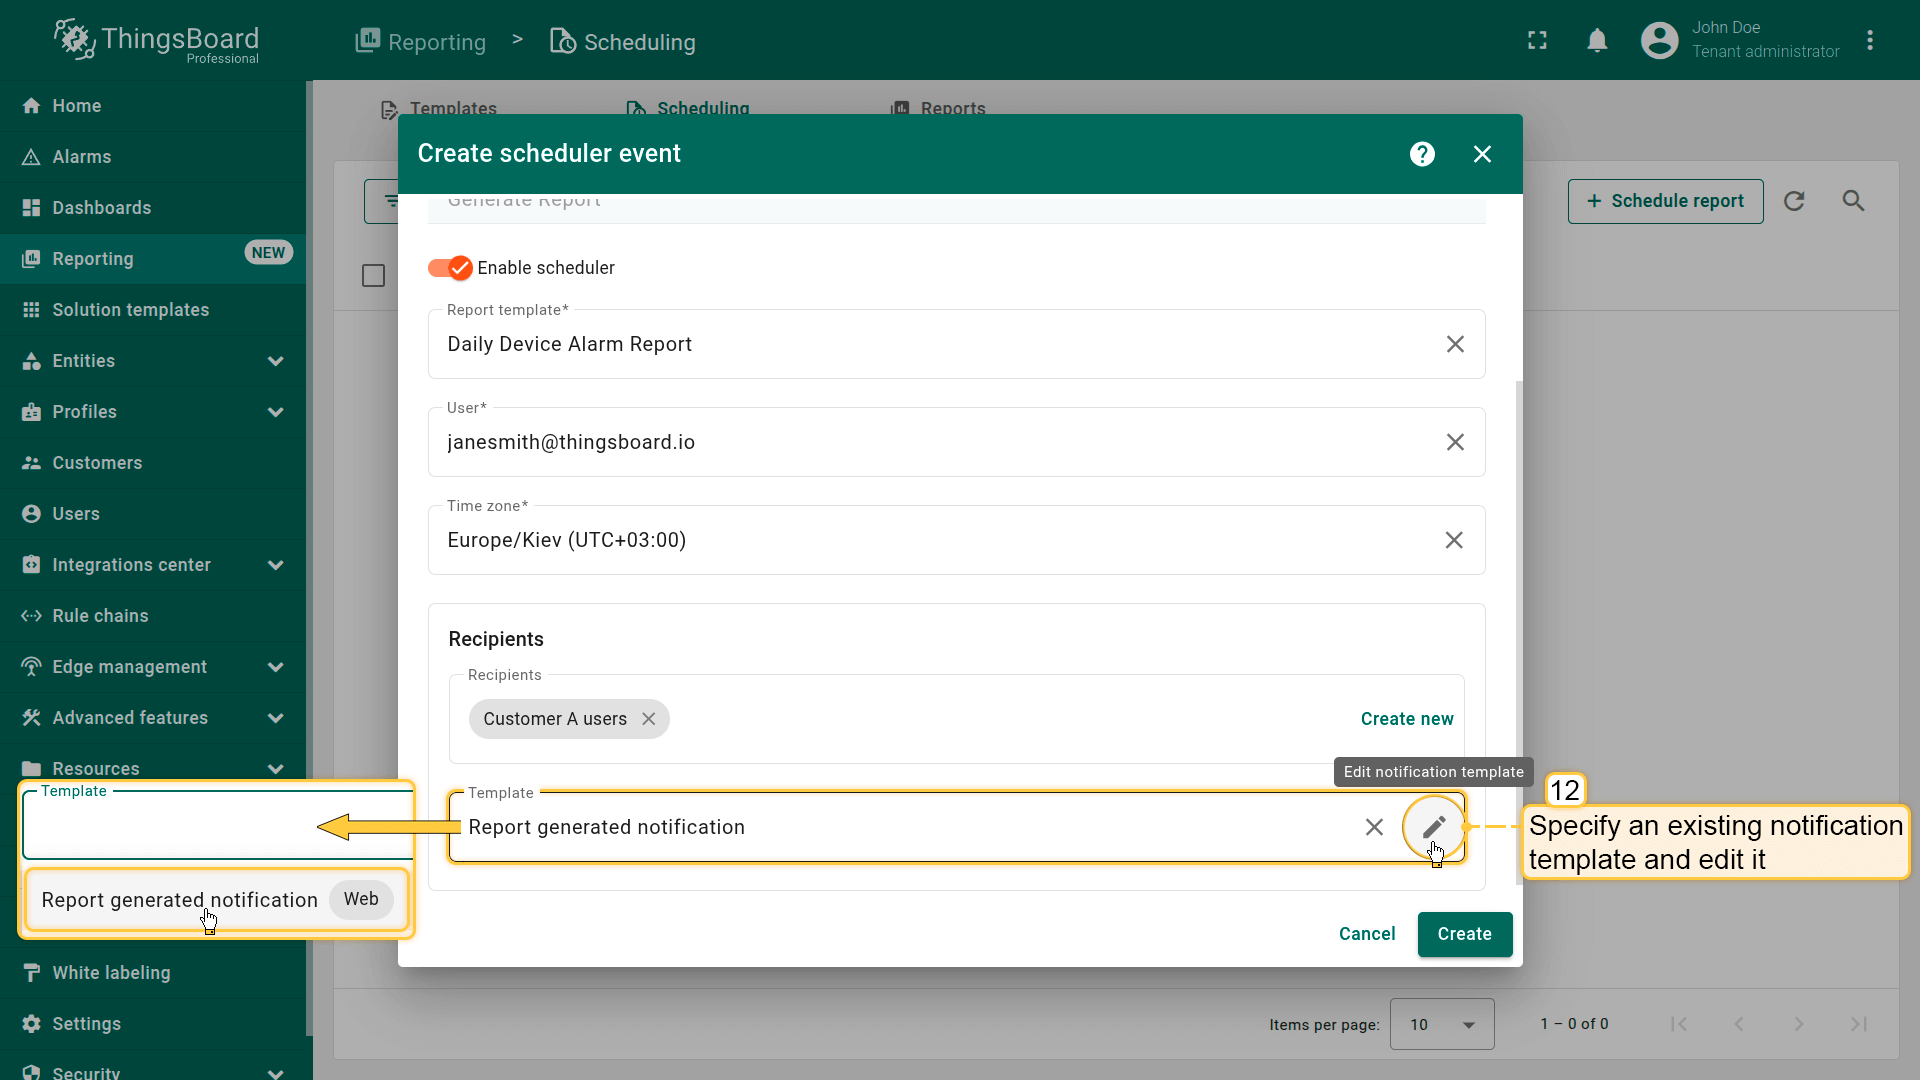 ThingsBoard
Professional
Reporting > Scheduling
John Doe
Tenant administrator
Home
Alarms
Dashboards
Reporting NEW
Solution templates
Entities
Profiles
Customers
Users
Integrations center
Rule chains
Edge management
Advanced features
Resources
White labeling
Settings
Security
Templates Scheduling Reports
+ Schedule report
Create scheduler event ?
Generate Report
Enable scheduler
Report template*
Daily Device Alarm Report
User*
janesmith@thingsboard.io
Time zone*
Europe/Kiev (UTC+03:00)
Recipients
Recipients
Customer A users
Create new
Edit notification template
Template
Report generated notification
Template
Report generated notification Web
12
Specify an existing notification
template and edit it
Cancel Create
Items per page: 10 1 – 0 of 0